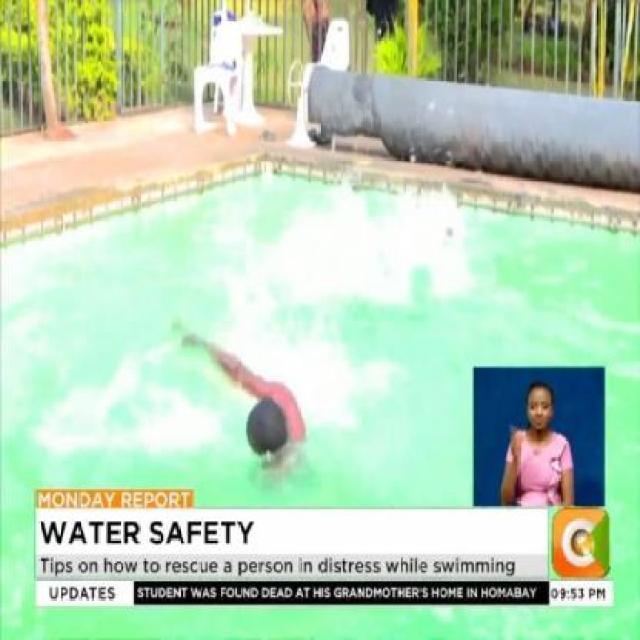 MONDAY REPORT
WATER SAFETY
Tips on how to rescue a person in distress while swimming
UPDATES STUDENT WAS FOUND DEAD AT HIS GRANDMOTHER'S HOME IN HOMABAY 09:53 PM